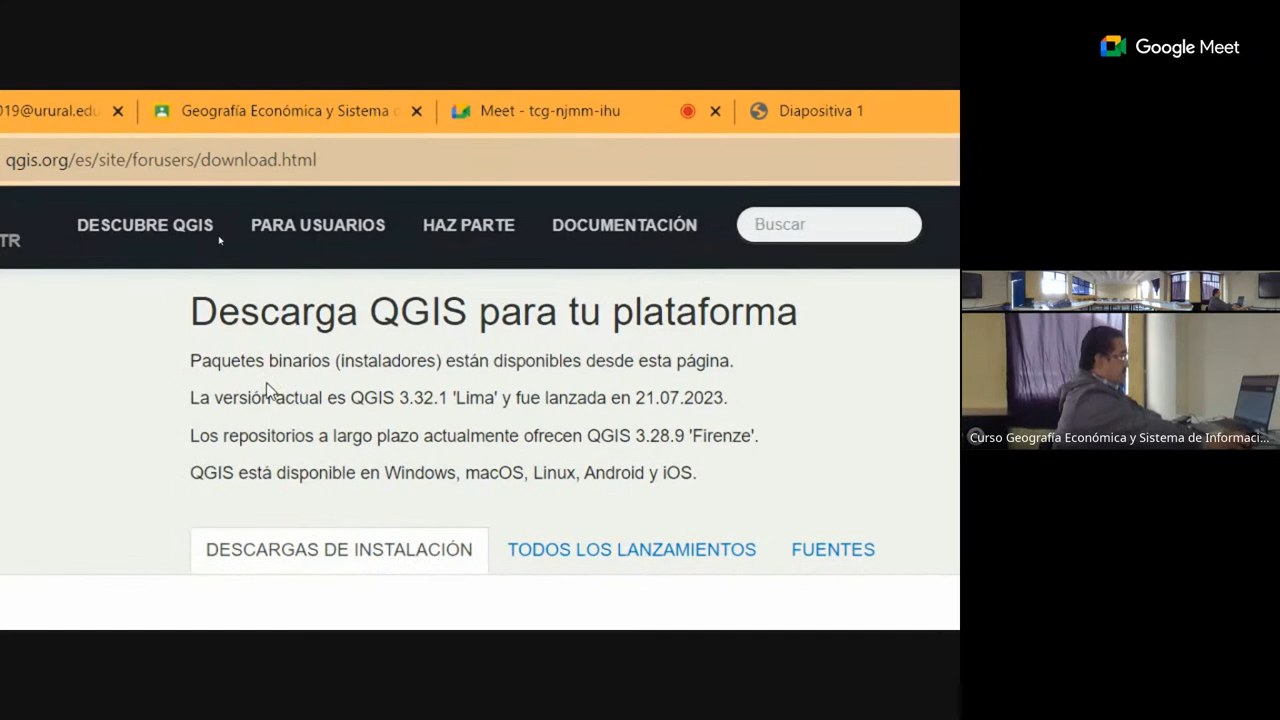 Google Meet
019@urural.edu
Geografía Económica y Sistema
Meet - tcg-njmm-ihu
Diapositiva 1
qgis.org/es/site/forusers/download.html
TR
DESCUBRE QGIS
PARA USUARIOS
HAZ PARTE
DOCUMENTACIÓN
Buscar
Descarga QGIS para tu plataforma
Paquetes binarios (instaladores) están disponibles desde esta página.
La versión actual es QGIS 3.32.1 'Lima' y fue lanzada en 21.07.2023.
Los repositorios a largo plazo actualmente ofrecen QGIS 3.28.9 'Firenze'.
QGIS está disponible en Windows, macOS, Linux, Android y iOS.
DESCARGAS DE INSTALACIÓN
TODOS LOS LANZAMIENTOS
FUENTES
Curso Geografía Económica y Sistema de Informaci...